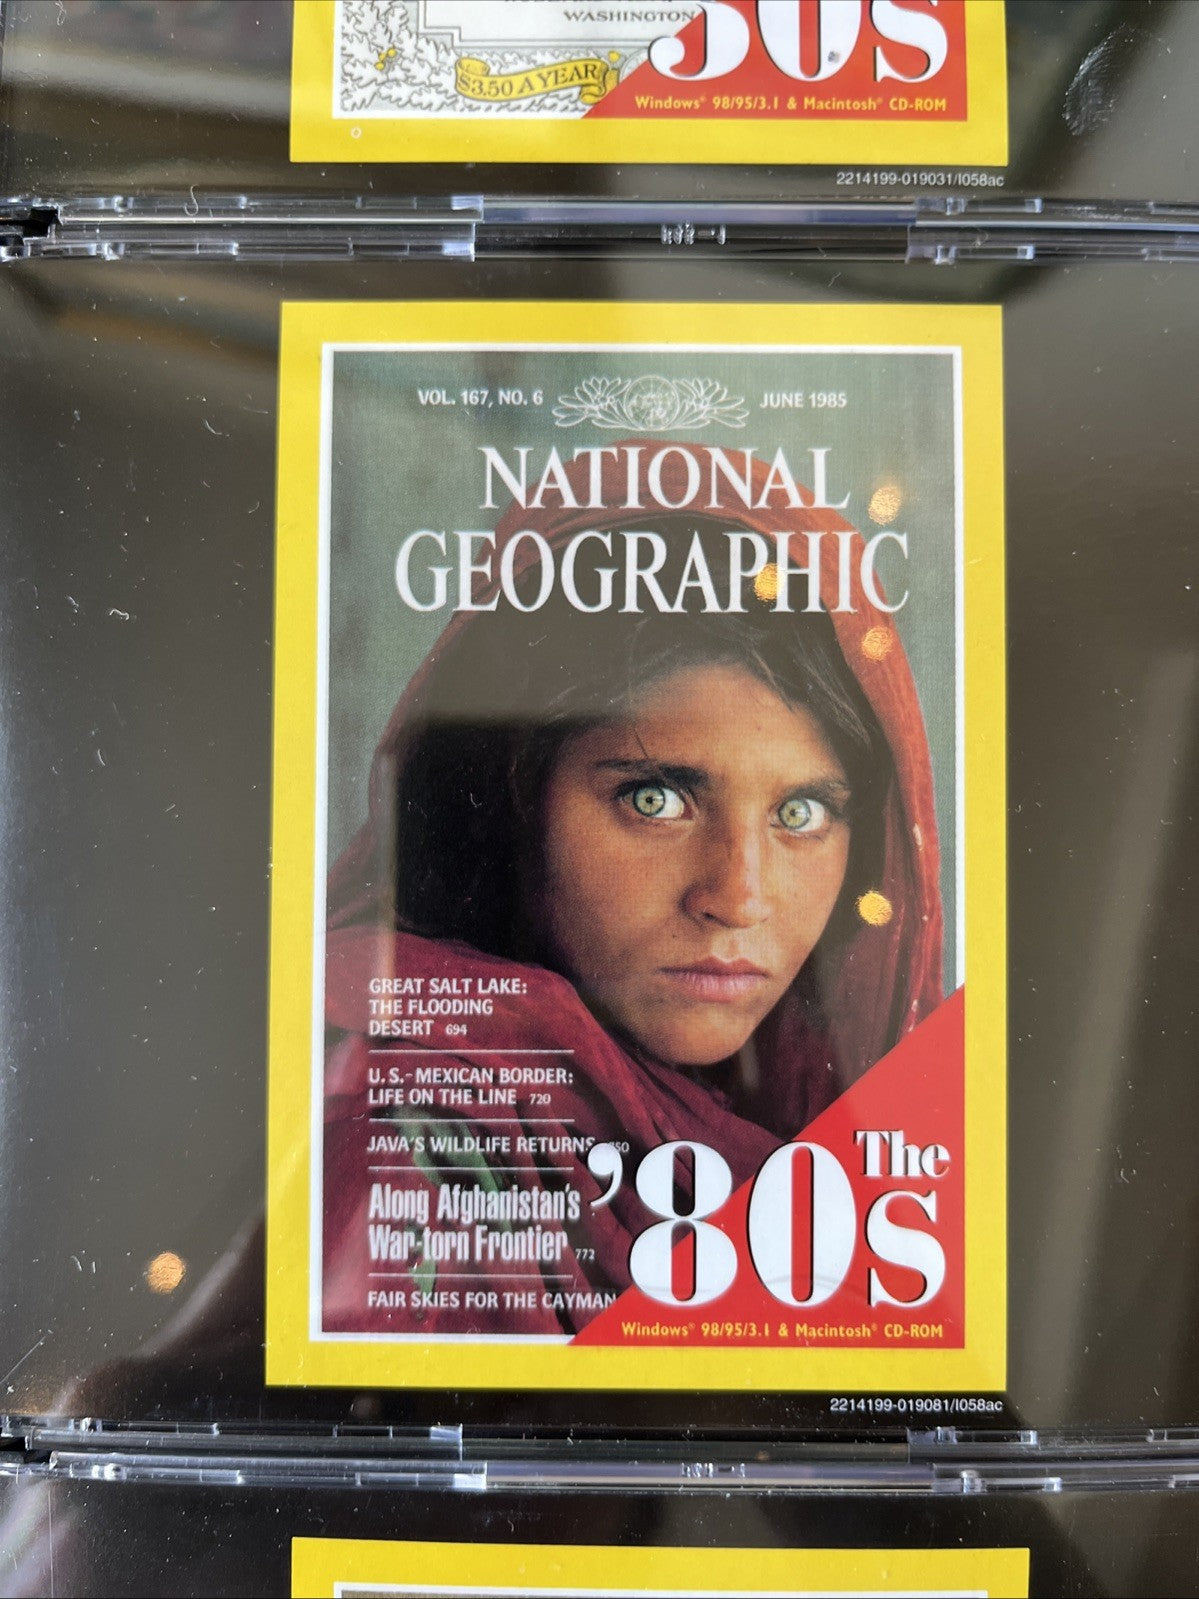 WASHINGTON
$3.50 A YEAR
'30s
Windows® 98/95/3.1 & Macintosh® CD-ROM
2214199-019031/I058ac
VOL. 167, NO. 6
JUNE 1985
NATIONAL
GEOGRAPHIC
GREAT SALT LAKE:
THE FLOODING
DESERT 694
U.S.-MEXICAN BORDER:
LIFE ON THE LINE 720
JAVA'S WILDLIFE RETURNS 750
Along Afghanistan's
War-torn Frontier 772
FAIR SKIES FOR THE CAYMAN
The
'80s
Windows® 98/95/3.1 & Macintosh® CD-ROM
2214199-019081/I058ac